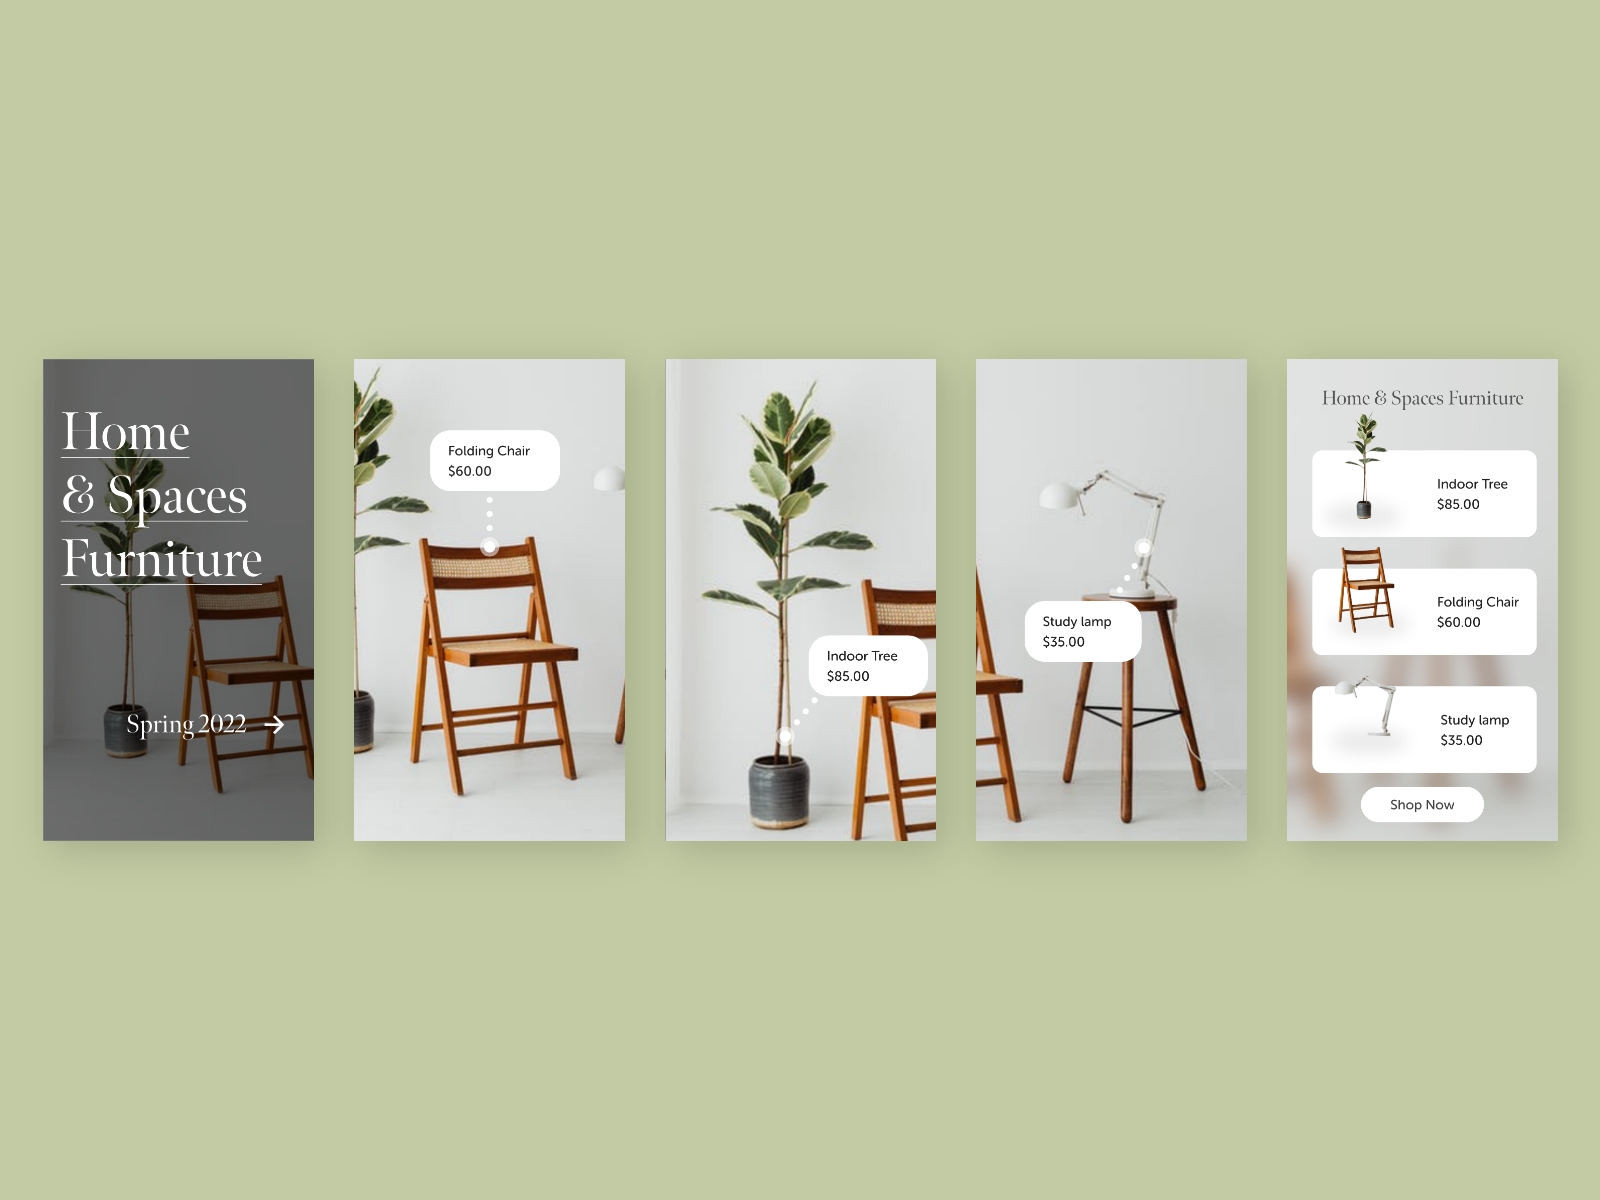 Home
& Spaces
Furniture
Spring 2022
Folding Chair
$60.00
Indoor Tree
$85.00
Study lamp
$35.00
Home & Spaces Furniture
Indoor Tree
$85.00
Folding Chair
$60.00
Study lamp
$35.00
Shop Now